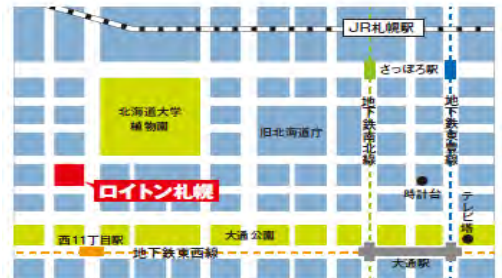 JR札幌駅
さっぽろ駅
北海道大学
植物園
旧北海道庁
地下鉄南北線
地下鉄東豊線
ロイトン札幌
時計台
テレビ塔
西11丁目駅
大通公園
地下鉄東西線
大通駅